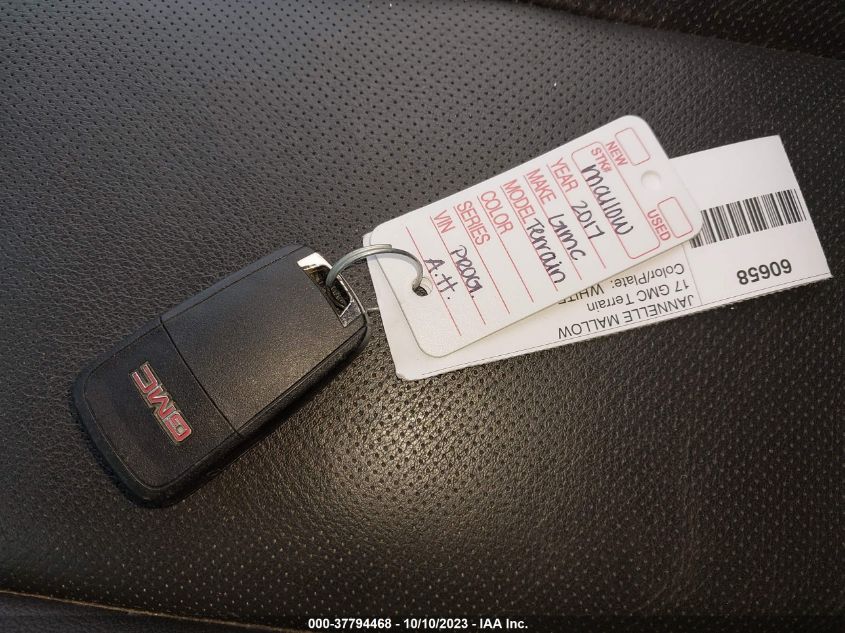 NEW USED
STK# mallow
YEAR 2017
MAKE Gmc
MODEL Terrain
COLOR
SERIES Prog.
VIN A.H.
60658
JANNELLE MALLOW
17 GMC Terrain
Color/Plate: WHITE
GMC
000-37794468 - 10/10/2023 - IAA Inc.